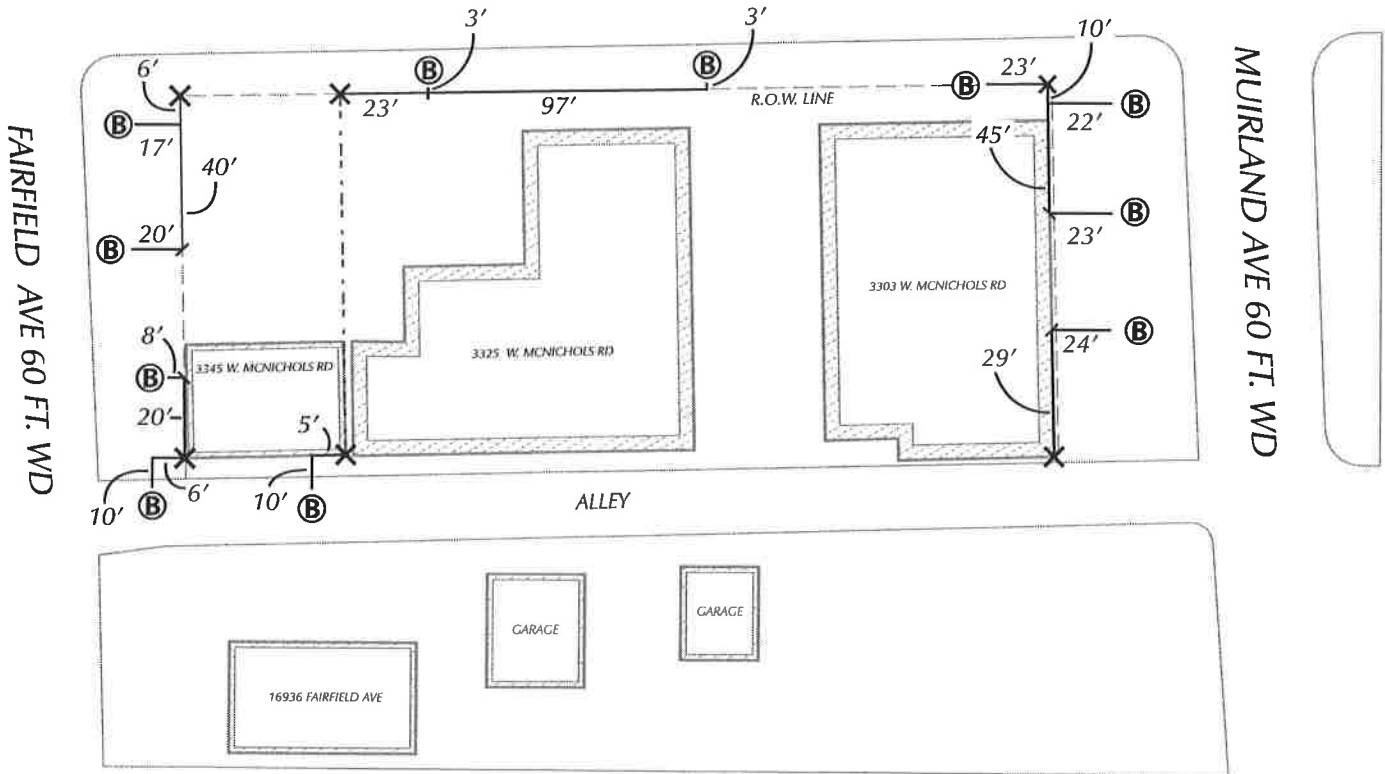 3'
3'
10'
6'
B
B
B
23'
23'
97'
R.O.W. LINE
B
22'
B
17'
45'
40'
B
23'
20'
B
3303 W. MCNICHOLS RD
FAIRFIELD AVE 60 FT. WD
MUIRLAND AVE 60 FT. WD
8'
B
24'
3345 W. MCNICHOLS RD
3325 W. MCNICHOLS RD
29'
B
20'
5'
10'
6'
B
10'
B
ALLEY
GARAGE
GARAGE
16936 FAIRFIELD AVE